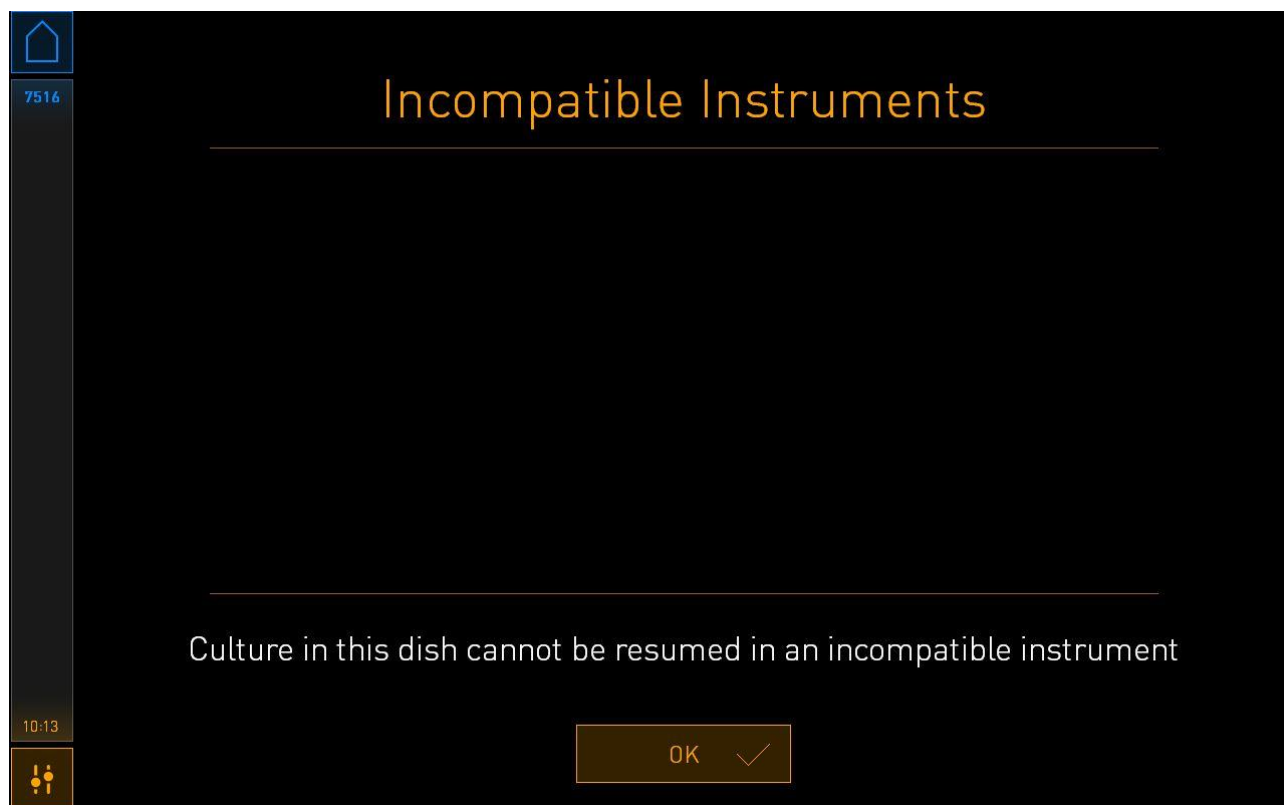 7516
Incompatible Instruments
Culture in this dish cannot be resumed in an incompatible instrument
10:13
OK